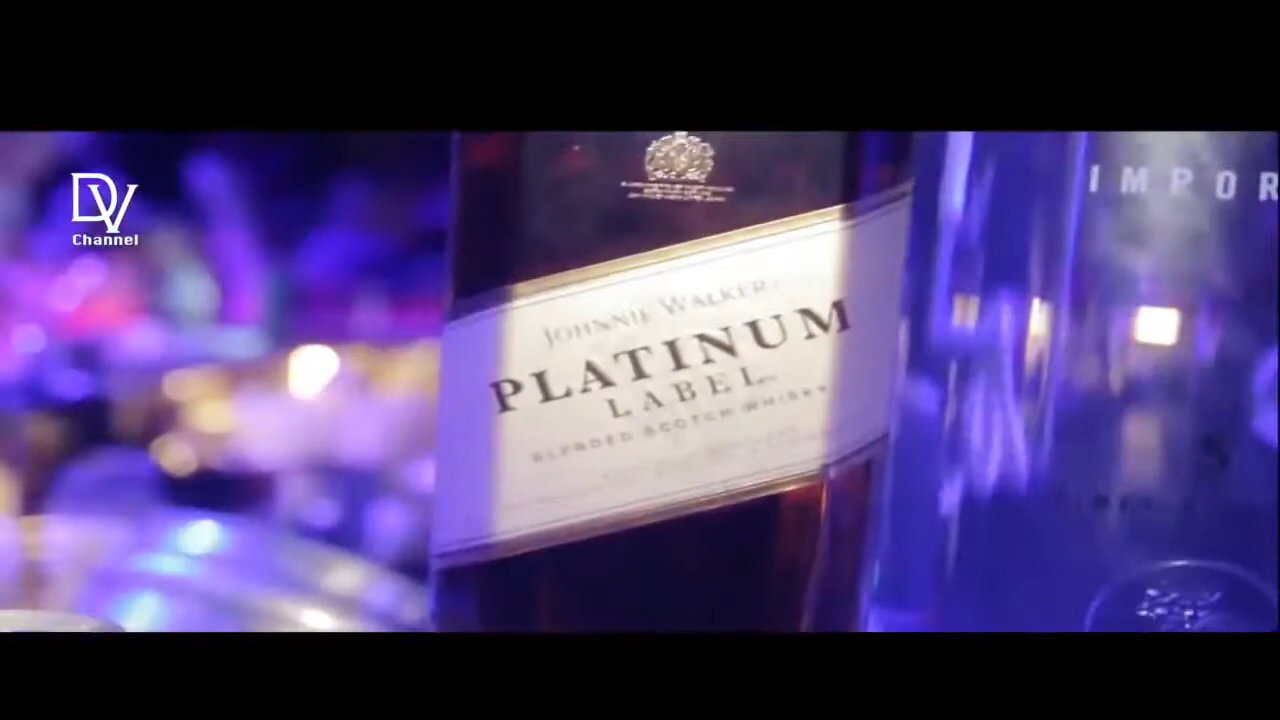 DV
Channel
IMPOR
JOHNNIE WALKER
PLATINUM
LABEL
BLENDED SCOTCH WHISKY